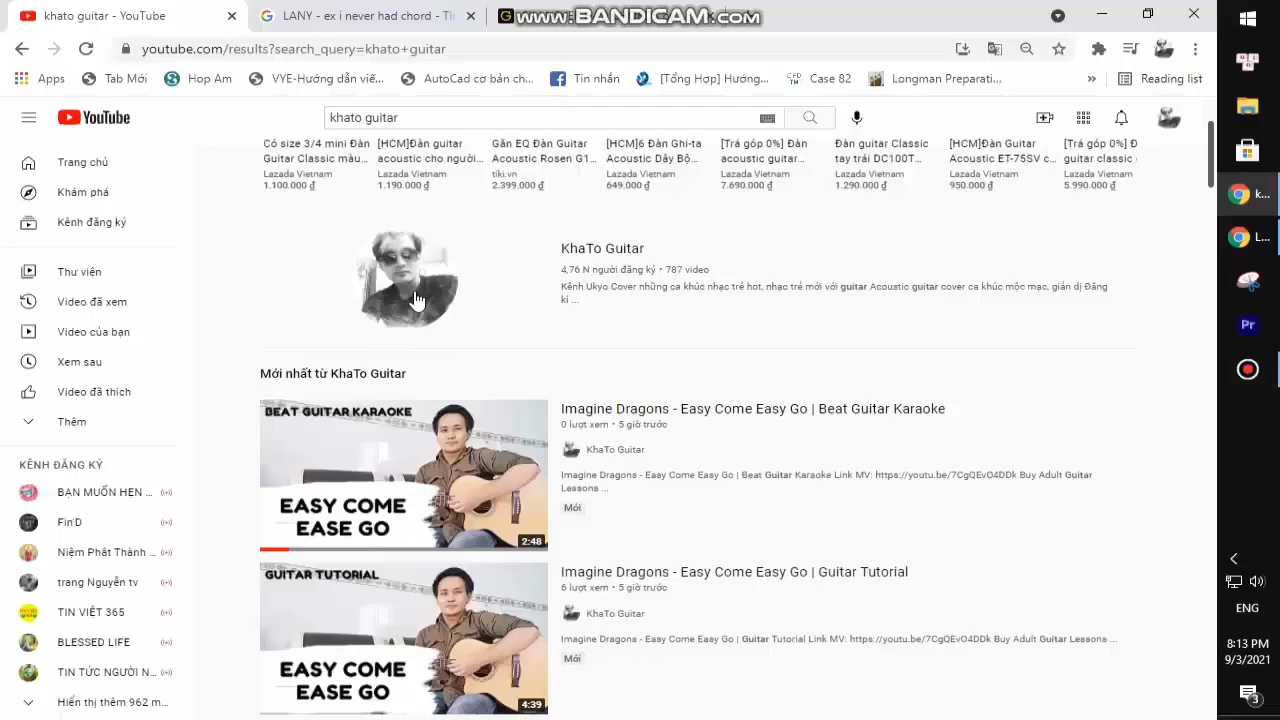 khato guitar - YouTube
LANY - ex i never had chord - Ti
www.BANDICAM.com
youtube.com/results?search_query=khato+guitar
Apps
Tab Mới
Hop Am
VYE-Hướng dẫn viế...
AutoCad cơ bản ch...
Tin nhắn
[Tổng Hợp] Hướng...
Case 82
Longman Preparati...
»
Reading list
YouTube
khato guitar
Có size 3/4 mini Đàn
Guitar Classic màu...
Lazada Vietnam
1.100.000 ₫
[HCM]Đàn guitar
acoustic cho người...
Lazada Vietnam
1.190.000 ₫
Gắn EQ Đàn Guitar
Acoustic Rosen G1...
tiki.vn
2.399.000 ₫
[HCM]6 Đàn Ghi-ta
Acoustic Dây Bộ...
Lazada Vietnam
649.000 ₫
[Trả góp 0%] Đàn
acoustic guitar...
Lazada Vietnam
7.690.000 ₫
Đàn guitar Classic
tay trái DC100T...
Lazada Vietnam
1.290.000 ₫
[HCM]Đàn Guitar
Acoustic ET-75SV c...
Lazada Vietnam
950.000 ₫
[Trả góp 0%] Đ
guitar classic
Lazada Vietnam
5.990.000 ₫
Trang chủ
Khám phá
Kênh đăng ký
Thư viện
Video đã xem
Video của bạn
Xem sau
Video đã thích
Thêm
KÊNH ĐĂNG KÝ
BẠN MUỐN HẸN ...
Fin'D
Niệm Phật Thành ...
trang Nguyễn tv
TIN VIỆT 365
BLESSED LIFE
TIN TỨC NGƯỜI N...
Hiển thị thêm 962 m...
KhaTo Guitar
4,76 N người đăng ký • 787 video
Kênh Ukyo Cover những ca khúc nhạc trẻ hot, nhạc trẻ mới với guitar Acoustic guitar cover ca khúc mộc mạc, giản dị Đăng
kí ...
Mới nhất từ KhaTo Guitar
BEAT GUITAR KARAOKE
EASY COME
EASE GO
2:48
Imagine Dragons - Easy Come Easy Go | Beat Guitar Karaoke
0 lượt xem • 5 giờ trước
KhaTo Guitar
Imagine Dragons - Easy Come Easy Go | Beat Guitar Karaoke Link MV: https://youtu.be/7CgQEvO4DDk Buy Adult Guitar
Lessons ...
Mới
GUITAR TUTORIAL
EASY COME
EASE GO
4:39
Imagine Dragons - Easy Come Easy Go | Guitar Tutorial
6 lượt xem • 5 giờ trước
KhaTo Guitar
Imagine Dragons - Easy Come Easy Go | Guitar Tutorial Link MV: https://youtu.be/7CgQEvO4DDk Buy Adult Guitar Lessons ...
Mới
k...
L...
Pr
ENG
8:13 PM
9/3/2021
3